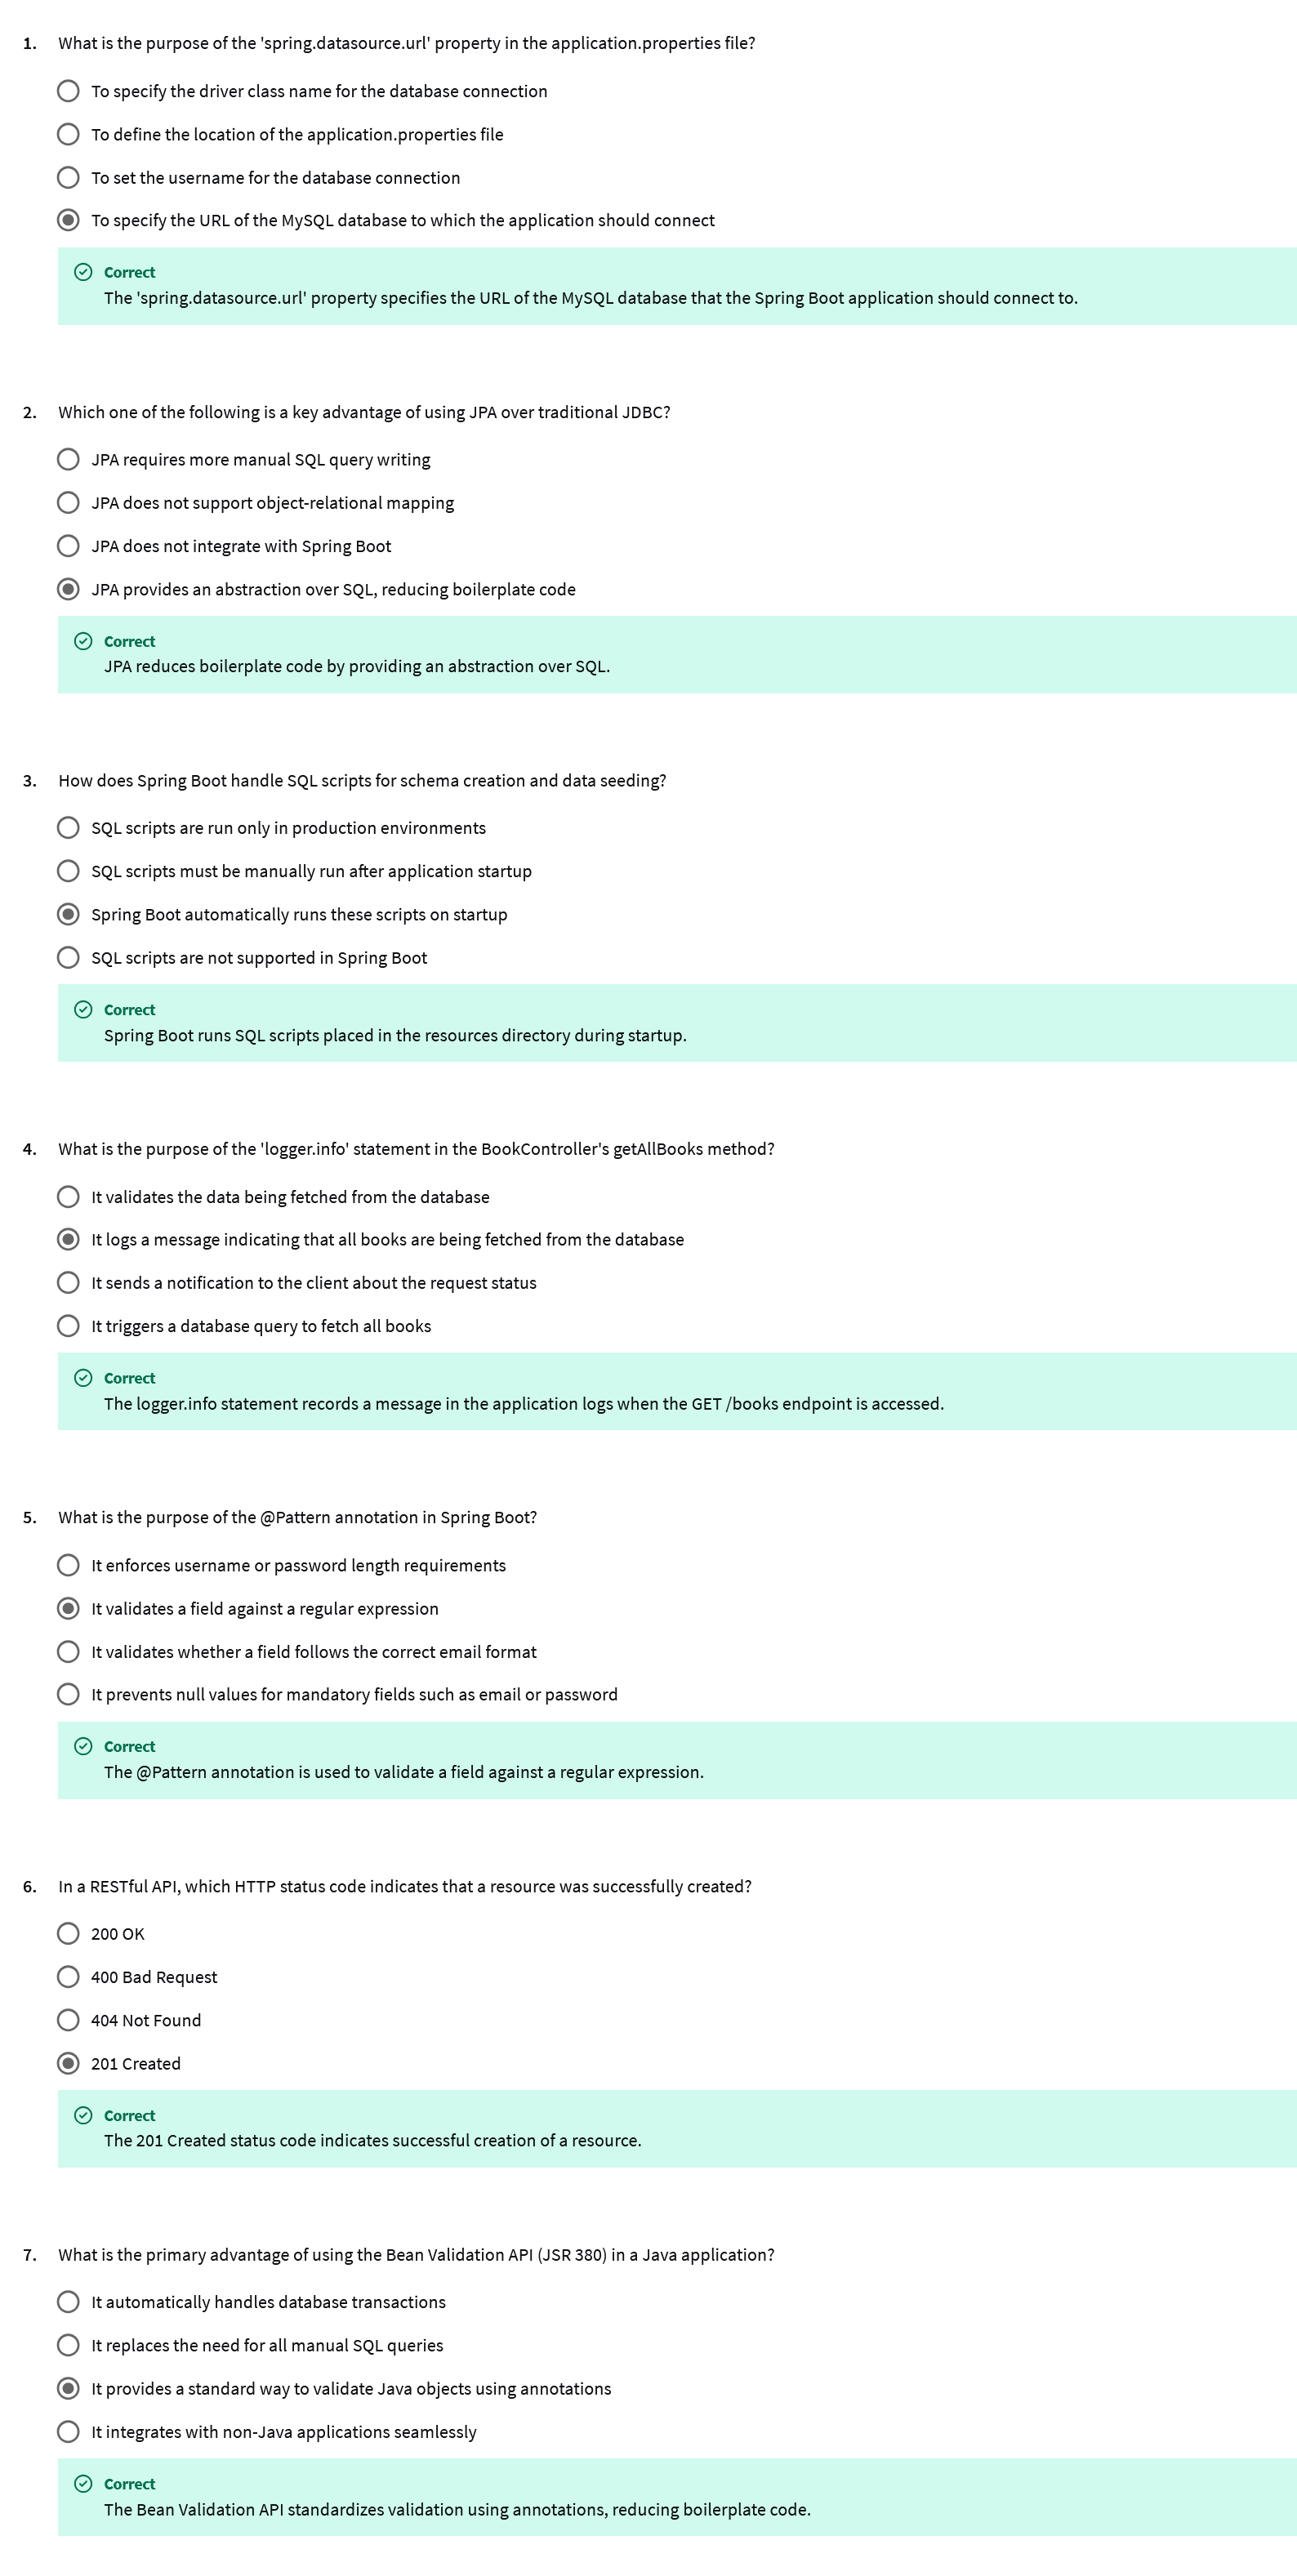 1. What is the purpose of the 'spring.datasource.url' property in the application.properties file?
To specify the driver class name for the database connection
To define the location of the application.properties file
To set the username for the database connection
To specify the URL of the MySQL database to which the application should connect
Correct
The 'spring.datasource.url' property specifies the URL of the MySQL database that the Spring Boot application should connect to.
2. Which one of the following is a key advantage of using JPA over traditional JDBC?
JPA requires more manual SQL query writing
JPA does not support object-relational mapping
JPA does not integrate with Spring Boot
JPA provides an abstraction over SQL, reducing boilerplate code
Correct
JPA reduces boilerplate code by providing an abstraction over SQL.
3. How does Spring Boot handle SQL scripts for schema creation and data seeding?
SQL scripts are run only in production environments
SQL scripts must be manually run after application startup
Spring Boot automatically runs these scripts on startup
SQL scripts are not supported in Spring Boot
Correct
Spring Boot runs SQL scripts placed in the resources directory during startup.
4. What is the purpose of the 'logger.info' statement in the BookController's getAllBooks method?
It validates the data being fetched from the database
It logs a message indicating that all books are being fetched from the database
It sends a notification to the client about the request status
It triggers a database query to fetch all books
Correct
The logger.info statement records a message in the application logs when the GET /books endpoint is accessed.
5. What is the purpose of the @Pattern annotation in Spring Boot?
It enforces username or password length requirements
It validates a field against a regular expression
It validates whether a field follows the correct email format
It prevents null values for mandatory fields such as email or password
Correct
The @Pattern annotation is used to validate a field against a regular expression.
6. In a RESTful API, which HTTP status code indicates that a resource was successfully created?
200 OK
400 Bad Request
404 Not Found
201 Created
Correct
The 201 Created status code indicates successful creation of a resource.
7. What is the primary advantage of using the Bean Validation API (JSR 380) in a Java application?
It automatically handles database transactions
It replaces the need for all manual SQL queries
It provides a standard way to validate Java objects using annotations
It integrates with non-Java applications seamlessly
Correct
The Bean Validation API standardizes validation using annotations, reducing boilerplate code.